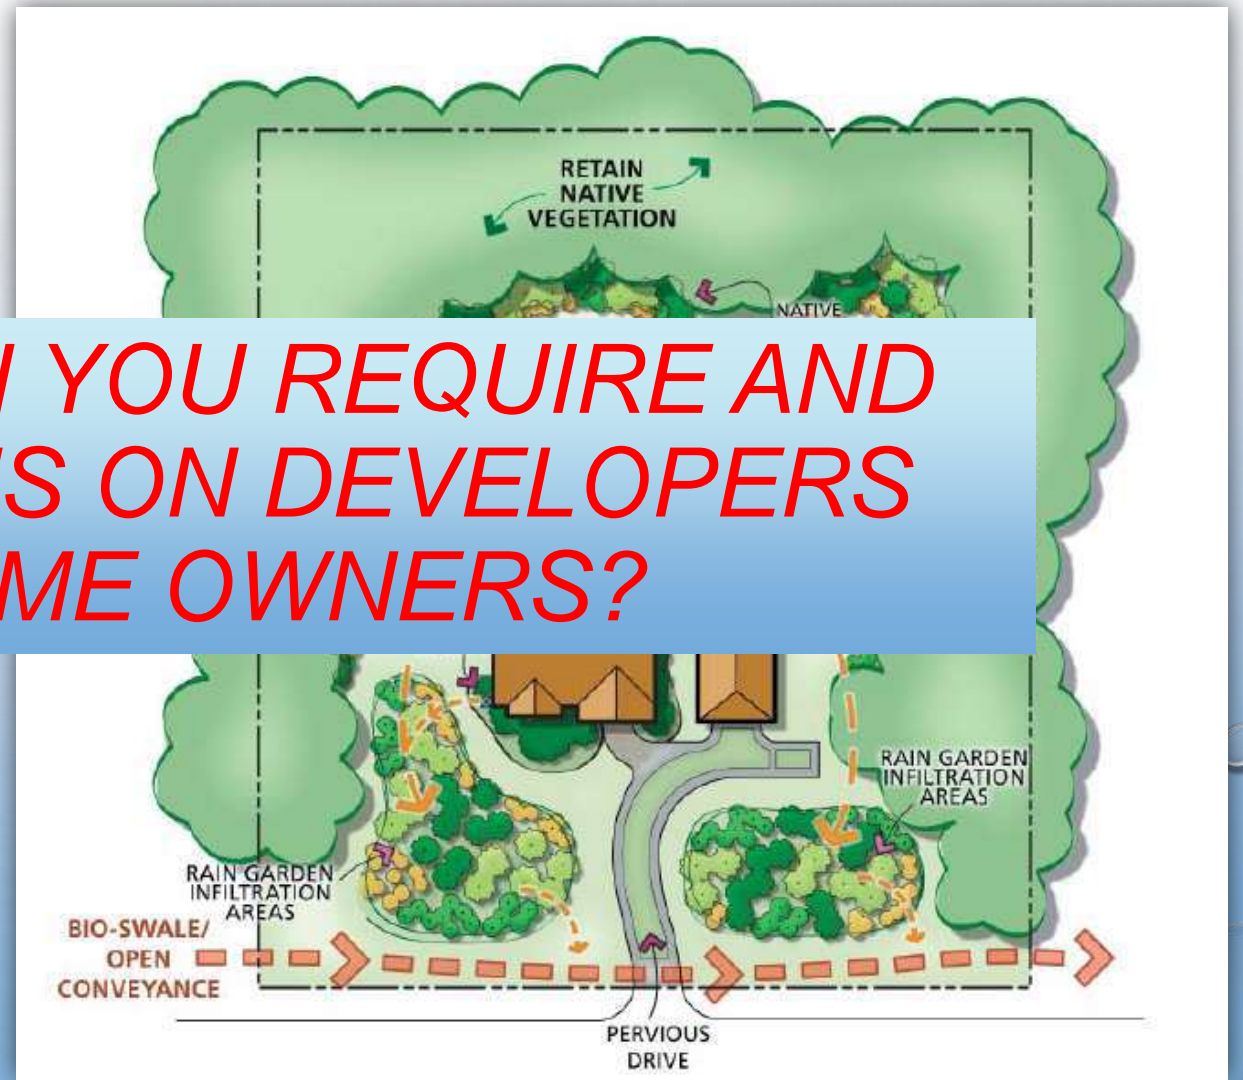 RETAIN
NATIVE
VEGETATION
NATIVE
YOU REQUIRE AND
ON DEVELOPERS
OWNERS?
RAIN GARDEN
INFILTRATION
AREAS
RAIN GARDEN
INFILTRATION
AREAS
BIO-SWALE/
OPEN
CONVEYANCE
PERVIOUS
DRIVE